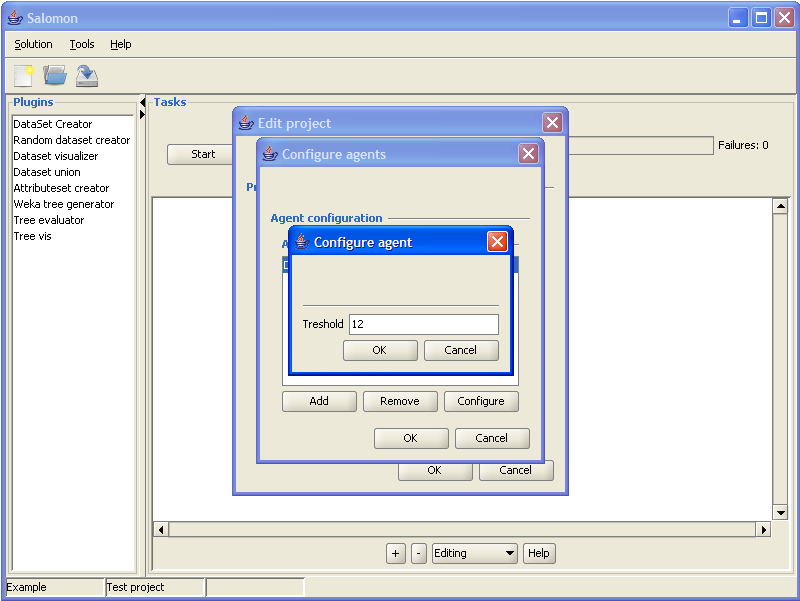 Salomon
Solution Tools Help
Plugins
DataSet Creator
Random dataset creator
Dataset visualizer
Dataset union
Attributeset creator
Weka tree generator
Tree evaluator
Tree vis
Tasks
Start
Failures: 0
Edit project
Configure agents
Agent configuration
Configure agent
Treshold 12
OK Cancel
Add Remove Configure
OK Cancel
OK Cancel
+ - Editing Help
Example Test project